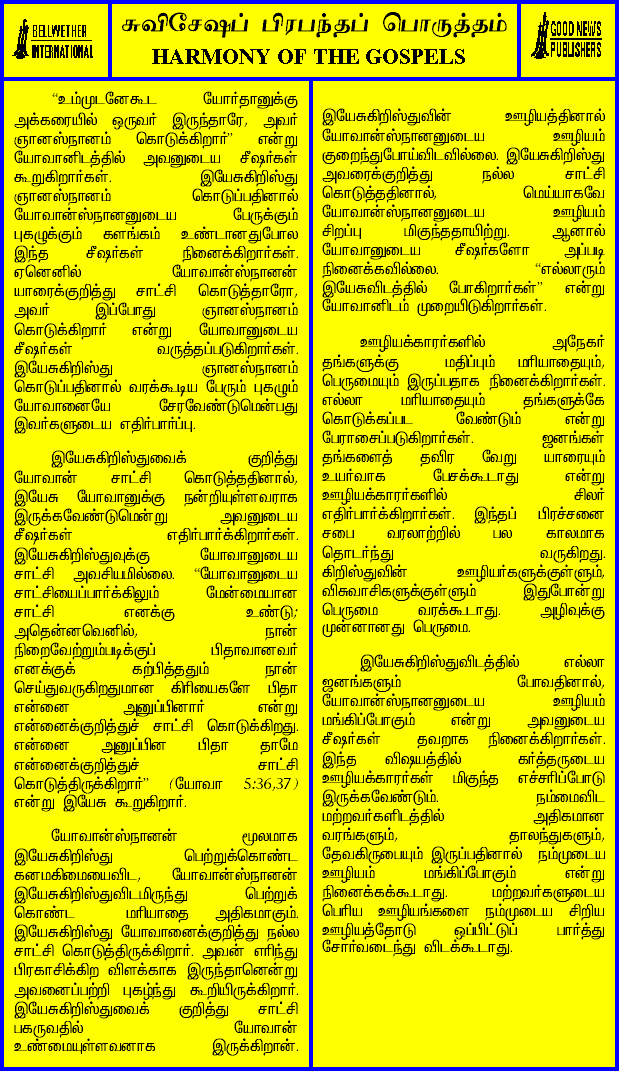 BELLWETHER
INTERNATIONAL
சுவிசேஷப் பிரபந்தப் பொருத்தம்
HARMONY OF THE GOSPELS
GOOD NEWS
PUBLISHERS
“உம்முடனேகூட யோர்தானுக்கு
அக்கரையில் ஒருவர் இருந்தாரே, அவர்
ஞானஸ்நானம் கொடுக்கிறார்” என்று
யோவானிடத்தில் அவனுடைய சீஷர்கள்
கூறுகிறார்கள். இயேசுகிறிஸ்து
ஞானஸ்நானம் கொடுப்பதினால்
யோவான்ஸ்நானனுடைய பேருக்கும்
புகழுக்கும் களங்கம் உண்டானதுபோல
இந்த சீஷர்கள் நினைக்கிறார்கள்.
ஏனெனில் யோவான்ஸ்நானன்
யாரைக்குறித்து சாட்சி கொடுத்தாரோ,
அவர் இப்போது ஞானஸ்நானம்
கொடுக்கிறார் என்று யோவானுடைய
சீஷர்கள் வருத்தப்படுகிறார்கள்.
இயேசுகிறிஸ்து ஞானஸ்நானம்
கொடுப்பதினால் வரக்கூடிய பேரும் புகழும்
யோவானையே சேரவேண்டுமென்பது
இவர்களுடைய எதிர்பார்ப்பு.
இயேசுகிறிஸ்துவைக் குறித்து
யோவான் சாட்சி கொடுத்ததினால்,
இயேசு யோவானுக்கு நன்றியுள்ளவராக
இருக்கவேண்டுமென்று அவனுடைய
சீஷர்கள் எதிர்பார்க்கிறார்கள்.
இயேசுகிறிஸ்துவுக்கு யோவானுடைய
சாட்சி அவசியமில்லை. “யோவானுடைய
சாட்சியைப்பார்க்கிலும் மேன்மையான
சாட்சி எனக்கு உண்டு;
அதென்னவெனில், நான்
நிறைவேற்றும்படிக்குப் பிதாவானவர்
எனக்குக் கற்பித்ததும் நான்
செய்துவருகிறதுமான கிரியைகளே பிதா
என்னை அனுப்பினார் என்று
என்னைக்குறித்துச் சாட்சி கொடுக்கிறது.
என்னை அனுப்பின பிதா தாமே
என்னைக்குறித்துச் சாட்சி
கொடுத்திருக்கிறார்” (யோவா 5:36,37)
என்று இயேசு கூறுகிறார்.
யோவான்ஸ்நானன் மூலமாக
இயேசுகிறிஸ்து பெற்றுக்கொண்ட
கனமகிமையைவிட, யோவான்ஸ்நானன்
இயேசுகிறிஸ்துவிடமிருந்து பெற்றுக்
கொண்ட மரியாதை அதிகமாகும்.
இயேசுகிறிஸ்து யோவானைக்குறித்து நல்ல
சாட்சி கொடுத்திருக்கிறார். அவன் எரிந்து
பிரகாசிக்கிற விளக்காக இருந்தானென்று
அவனைப்பற்றி புகழ்ந்து கூறியிருக்கிறார்.
இயேசுகிறிஸ்துவைக் குறித்து சாட்சி
பகருவதில் யோவான்
உண்மையுள்ளவனாக இருக்கிறான்.
இயேசுகிறிஸ்துவின் ஊழியத்தினால்
யோவான்ஸ்நானனுடைய ஊழியம்
குறைந்துபோய்விடவில்லை. இயேசுகிறிஸ்து
அவரைக்குறித்து நல்ல சாட்சி
கொடுத்ததினால், மெய்யாகவே
யோவான்ஸ்நானனுடைய ஊழியம்
சிறப்பு மிகுந்ததாயிற்று. ஆனால்
யோவானுடைய சீஷர்களோ அப்படி
நினைக்கவில்லை. “எல்லாரும்
இயேசுவிடத்தில் போகிறார்கள்” என்று
யோவானிடம் முறையிடுகிறார்கள்.
ஊழியக்காரர்களில் அநேகர்
தங்களுக்கு மதிப்பும் மரியாதையும்,
பெருமையும் இருப்பதாக நினைக்கிறார்கள்.
எல்லா மரியாதையும் தங்களுக்கே
கொடுக்கப்பட வேண்டும் என்று
பேராசைப்படுகிறார்கள். ஜனங்கள்
தங்களைத் தவிர வேறு யாரையும்
உயர்வாக பேசக்கூடாது என்று
ஊழியக்காரர்களில் சிலர்
எதிர்பார்க்கிறார்கள். இந்தப் பிரச்சனை
சபை வரலாற்றில் பல காலமாக
தொடர்ந்து வருகிறது.
கிறிஸ்துவின் ஊழியர்களுக்குள்ளும்,
விசுவாசிகளுக்குள்ளும் இதுபோன்று
பெருமை வரக்கூடாது. அழிவுக்கு
முன்னானது பெருமை.
இயேசுகிறிஸ்துவிடத்தில் எல்லா
ஜனங்களும் போவதினால்,
யோவான்ஸ்நானனுடைய ஊழியம்
மங்கிப்போகும் என்று அவனுடைய
சீஷர்கள் தவறாக நினைக்கிறார்கள்.
இந்த விஷயத்தில் கர்த்தருடைய
ஊழியக்காரர்கள் மிகுந்த எச்சரிப்போடு
இருக்கவேண்டும். நம்மைவிட
மற்றவர்களிடத்தில் அதிகமான
வரங்களும், தாலந்துகளும்,
தேவகிருபையும் இருப்பதினால் நம்முடைய
ஊழியம் மங்கிப்போகும் என்று
நினைக்கக்கூடாது. மற்றவர்களுடைய
பெரிய ஊழியங்களை நம்முடைய சிறிய
ஊழியத்தோடு ஒப்பிட்டுப் பார்த்து
சோர்வடைந்து விடக்கூடாது.